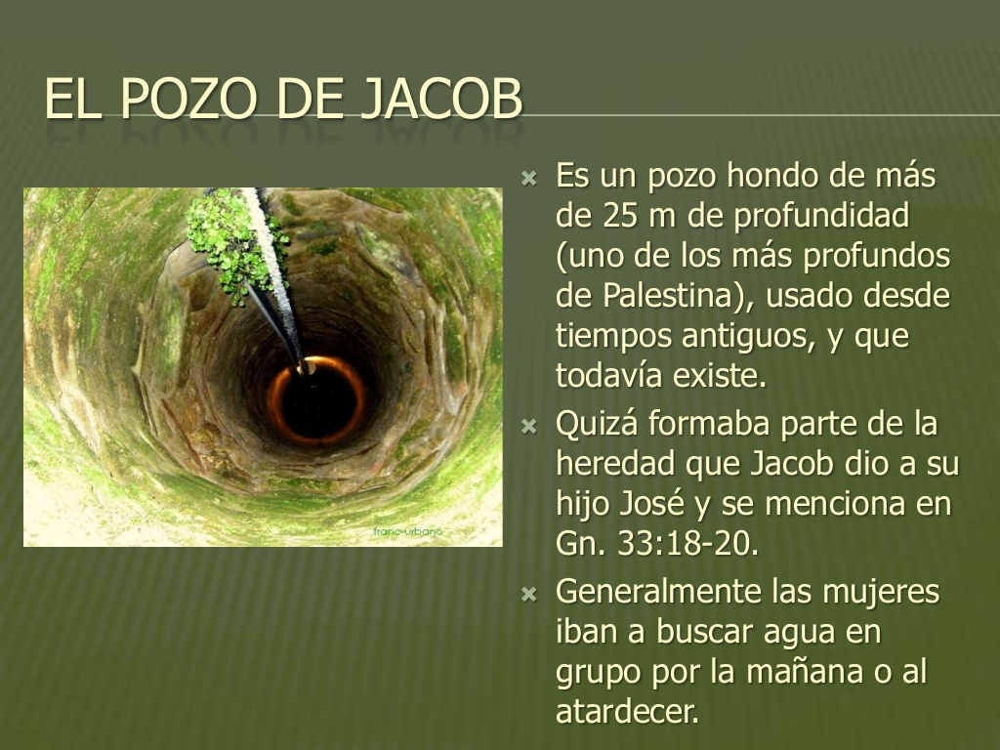 EL POZO DE JACOB
Es un pozo hondo de más
de 25 m de profundidad
(uno de los más profundos
de Palestina), usado desde
tiempos antiguos, y que
todavía existe.
Quizá formaba parte de la
heredad que Jacob dio a su
hijo José y se menciona en
Gn. 33:18-20.
Generalmente las mujeres
iban a buscar agua en
grupo por la mañana o al
atardecer.
franc-urbano